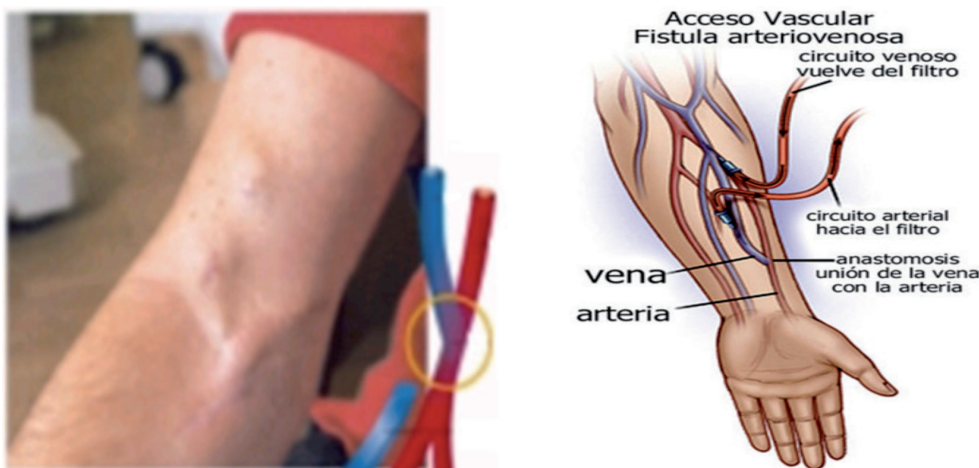 Acceso Vascular
Fistula arteriovenosa
circuito venoso
vuelve del filtro
circuito arterial
hacia el filtro
vena
anastomosis
unión de la vena
con la arteria
arteria